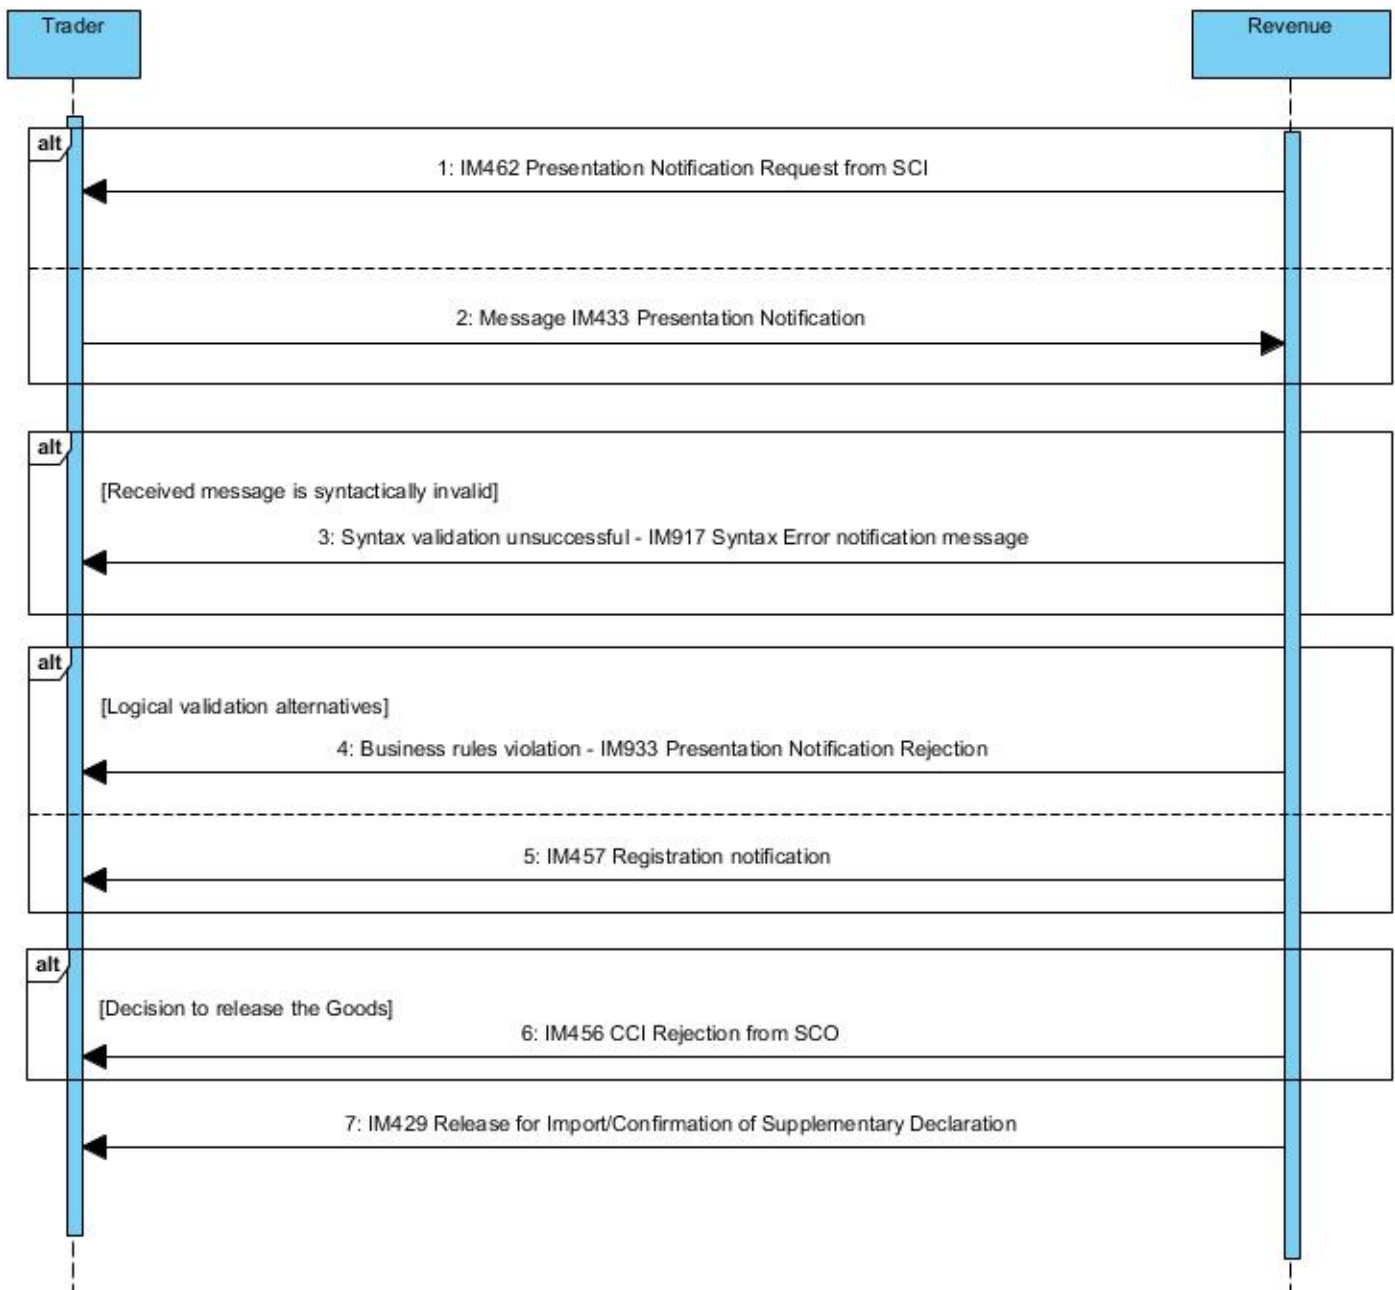 Trader
Revenue
alt
1: IM462 Presentation Notification Request from SCI
2: Message IM433 Presentation Notification
alt
[Received message is syntactically invalid]
3: Syntax validation unsuccessful - IM917 Syntax Error notification message
alt
[Logical validation alternatives]
4: Business rules violation - IM933 Presentation Notification Rejection
5: IM457 Registration notification
alt
[Decision to release the Goods]
6: IM456 CCI Rejection from SCO
7: IM429 Release for Import/Confirmation of Supplementary Declaration